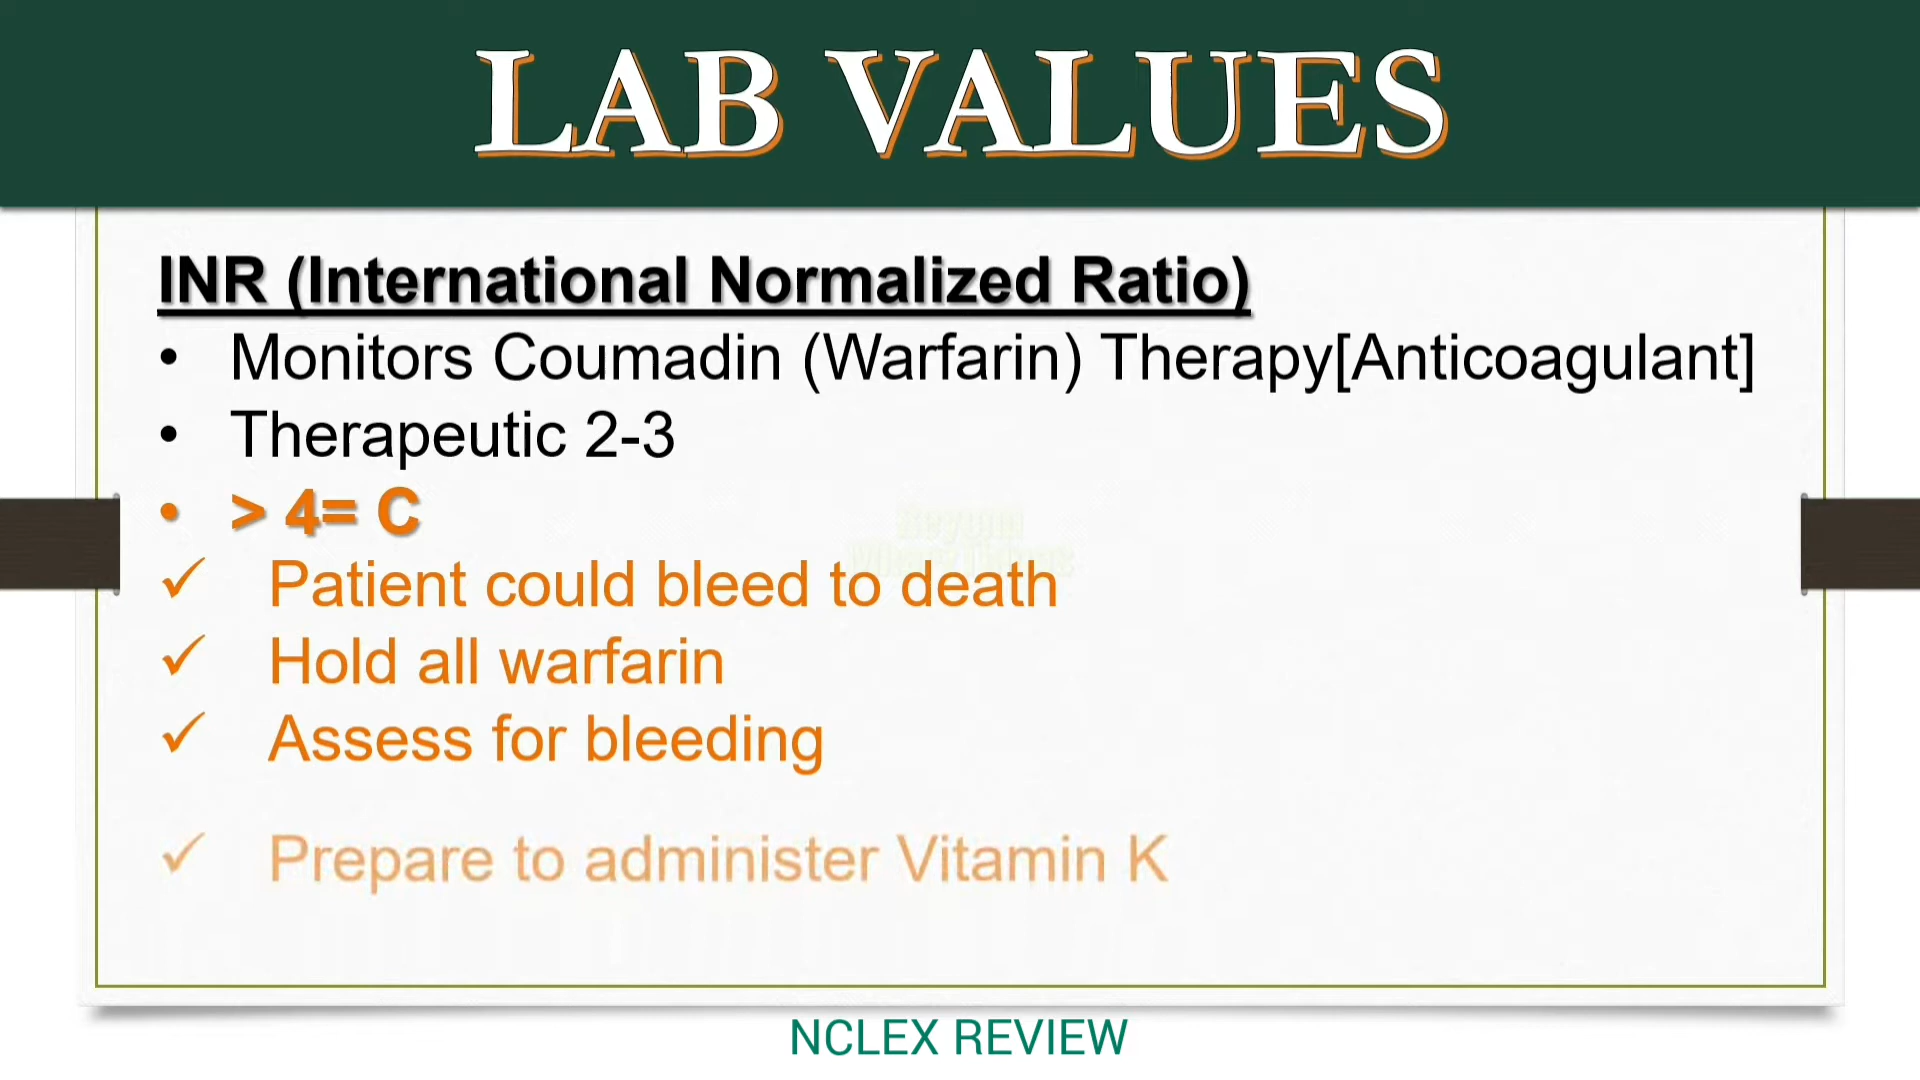 LAB VALUES
INR (International Normalized Ratio)
• Monitors Coumadin (Warfarin) Therapy[Anticoagulant]
• Therapeutic 2-3
• > 4= C
✓ Patient could bleed to death
✓ Hold all warfarin
✓ Assess for bleeding
✓ Prepare to administer Vitamin K
NCLEX REVIEW